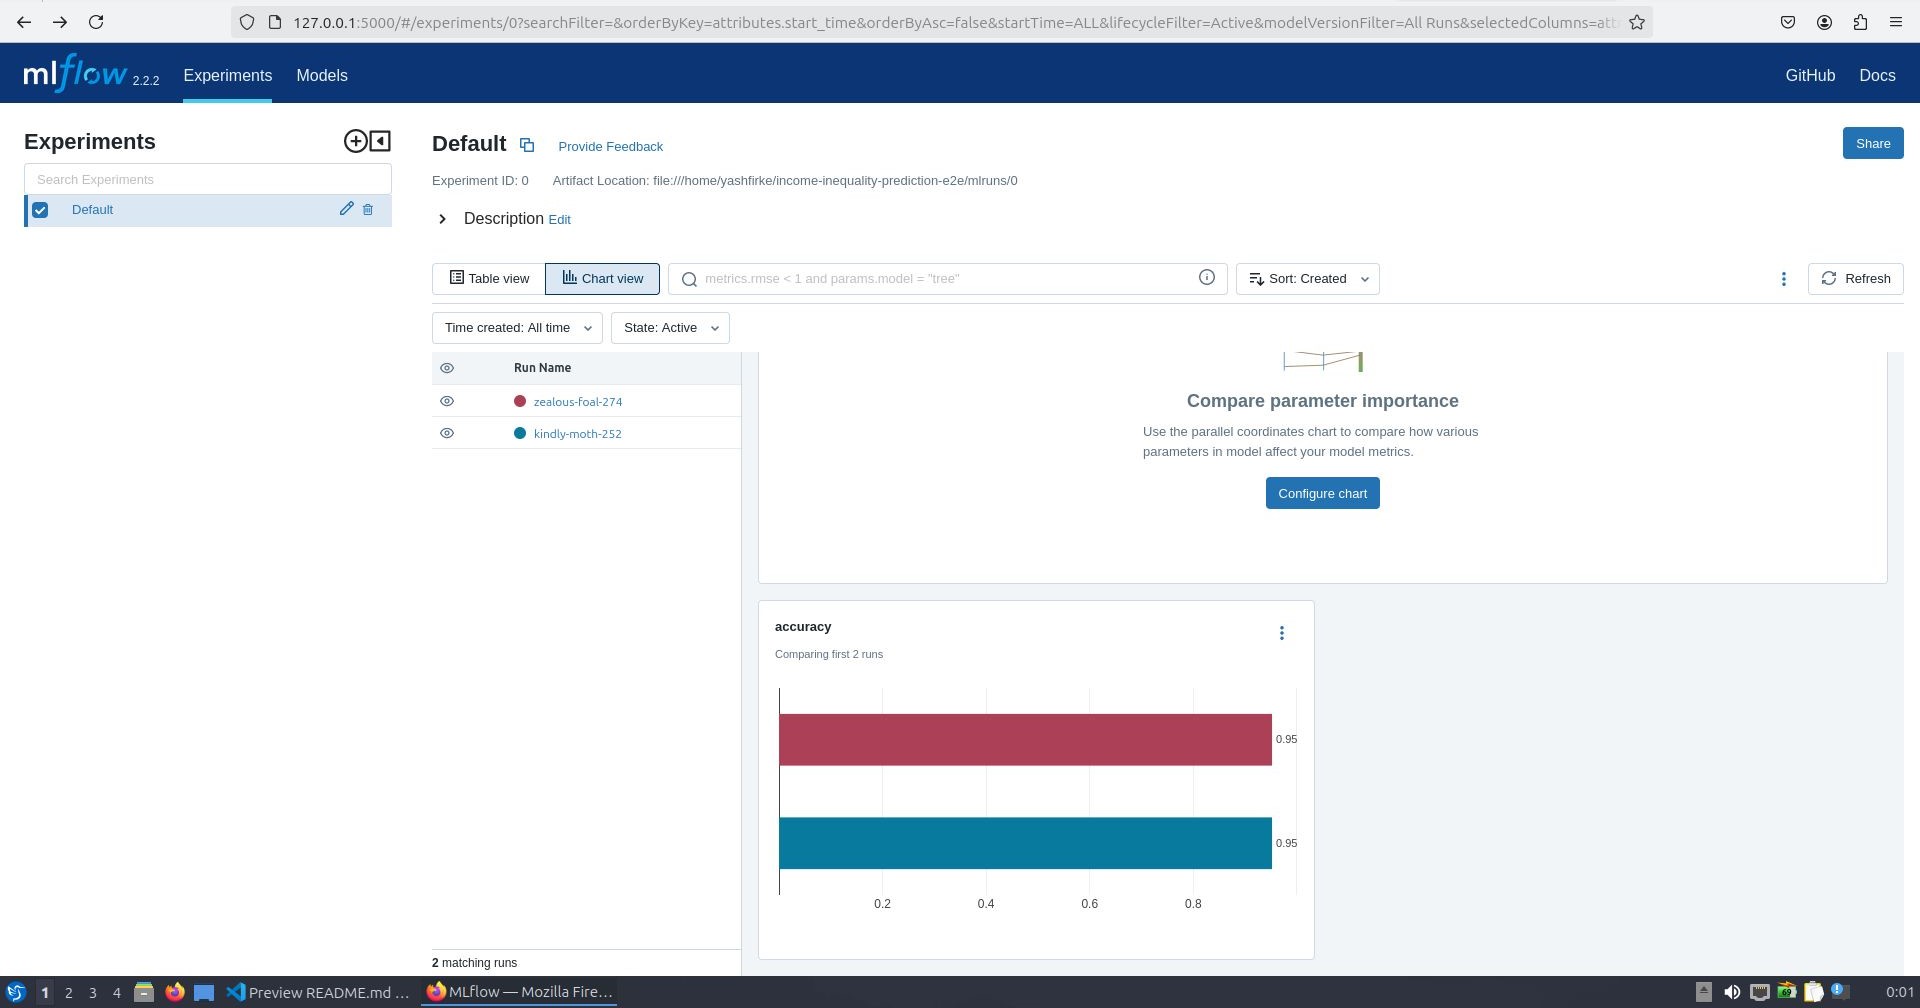 127.0.0.1:5000/#/experiments/0?searchFilter=&orderByKey=attributes.start_time&orderByAsc=false&startTime=ALL&lifecycleFilter=Active&modelVersionFilter=All Runs&selectedColumns=att
mlflow 2.2.2 Experiments Models GitHub Docs
Experiments
Search Experiments
Default
Default Provide Feedback Share
Experiment ID: 0 Artifact Location: file:///home/yashfirke/income-inequality-prediction-e2e/mlruns/0
Description Edit
Table view Chart view metrics.rmse < 1 and params.model = "tree" Sort: Created Refresh
Time created: All time State: Active
Run Name
zealous-foal-274
kindly-moth-252
2 matching runs
Compare parameter importance
Use the parallel coordinates chart to compare how various
parameters in model affect your model metrics.
Configure chart
accuracy
Comparing first 2 runs
0.95
0.95
0.2 0.4 0.6 0.8
1 2 3 4 Preview README.md ... MLflow — Mozilla Fire... 69 0:01